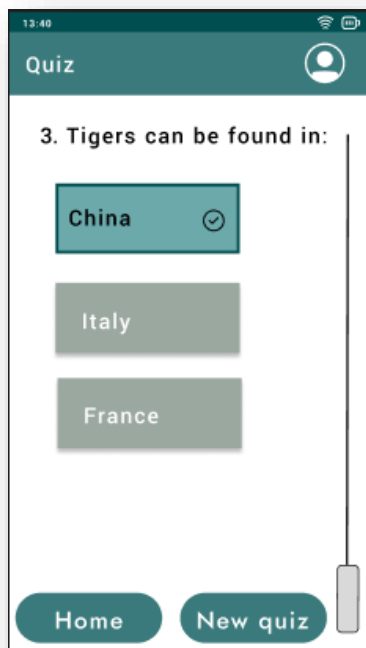 13:40
Quiz
3. Tigers can be found in:
China
Italy
France
Home
New quiz